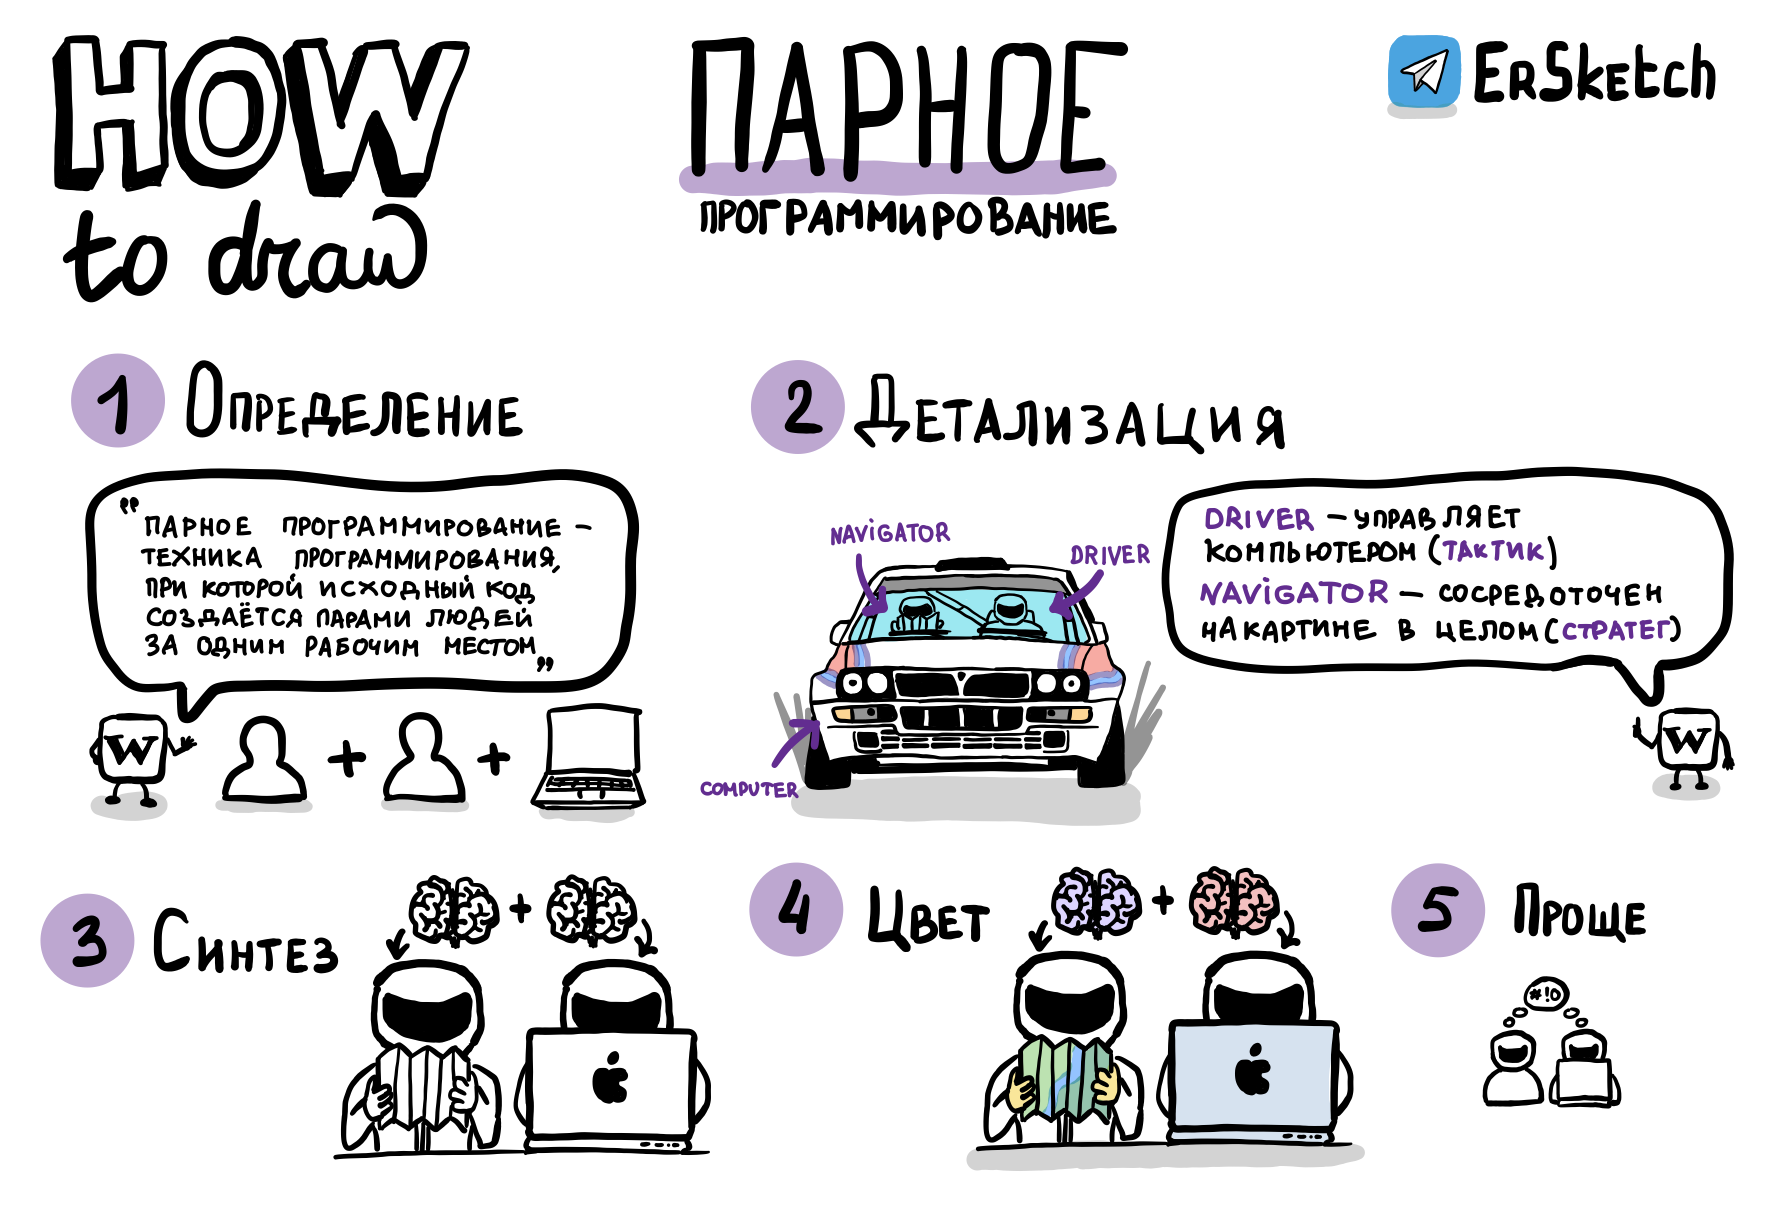 HOW
to draw
ПАРНОЕ
ПРОГРАММИРОВАНИЕ
ErSketch
1 Определение
"ПАРНОЕ ПРОГРАММИРОВАНИЕ –
ТЕХНИКА ПРОГРАММИРОВАНИЯ,
ПРИ КОТОРОЙ ИСХОДНЫЙ КОД
СОЗДАЁТСЯ ПАРАМИ ЛЮДЕЙ
ЗА ОДНИМ РАБОЧИМ МЕСТОМ"
W
+
+
2 Детализация
NAViGATOR
DRIVER
COMPUTER
DRIVER – УПРАВЛЯЕТ
КОМПЬЮТЕРОМ (ТАКТИК)
NAViGATOR – СОСРЕДОТОЧЕН
НА КАРТИНЕ В ЦЕЛОМ (СТРАТЕГ)
W
3 Синтез
+
4 Цвет
+
5 Проще
#!0